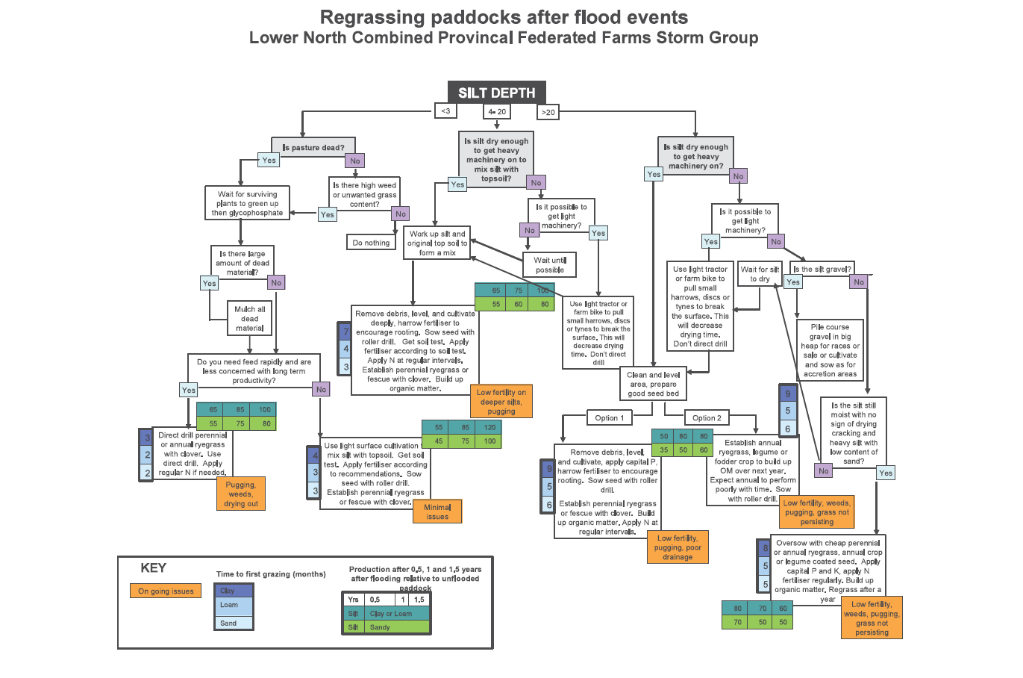 Regrassing paddocks after flood events
Lower North Combined Provincal Federated Farms Storm Group
SILT DEPTH
<3
4- 20
>20
Is pasture dead?
Yes
No
Wait for surviving
plants to green up
then glycophosphate
Is there high weed
or unwanted grass
content?
Yes
No
Do nothing
Is there large
amount of dead
material?
Yes
No
Mulch all
dead
material
Do you need feed rapidly and are
less concerned with long term
productivity?
Yes
No
65 85 100
55 75 80
3
2
2
Direct drill perennial
or annual ryegrass
with clover. Use
direct drill. Apply
regular N if needed.
Pugging,
weeds,
drying out
55 85 120
45 75 100
4
3
3
Use light surface cultivation
mix silt with topsoil. Get soil
test. Apply fertiliser according
to recommendations. Sow
seed with roller drill.
Establish perennial ryegrass
or fescue with clover.
Minimal
issues
Is silt dry enough
to get heavy
machinery on to
mix silt with
topsoil?
Yes
No
Is it possible to
get light
machinery?
No
Yes
Work up silt and
original top soil to
form a mix
Wait until
possible
65 75 100
55 60 80
7
4
3
Remove debris, level, and cultivate
deeply, harrow fertiliser to
encourage rooting. Sow seed with
roller drill. Get soil test. Apply
fertiliser according to soil test.
Apply N at regular intervals.
Establish perennial ryegrass or
fescue with clover. Build up
organic matter.
Low fertility on
deeper silts,
pugging
Use light tractor or
farm bike to pull
small harrows, discs
or tynes to break the
surface. This will
decrease drying
time. Don't direct
drill
Is silt dry enough
to get heavy
machinery on?
Yes
No
Is it possible to
get light
machinery?
Yes
No
Use light tractor
or farm bike to
pull small
harrows, discs or
tynes to break
the surface. This
will decrease
drying time.
Don't direct drill
Wait for silt
to dry
Is the silt gravel?
Yes
No
Pile course
gravel in big
heap for races or
sale or cultivate
and sow as for
accretion areas
Clean and level
area, prepare
good seed bed
Option 1
Option 2
50 80 80
35 50 60
9
5
6
Remove debris, level,
and cultivate, apply capital P,
harrow fertiliser to encourage
rooting. Sow seed with roller
drill.
Establish perennial ryegrass
or fescue with clover. Build
up organic matter. Apply N at
regular intervals.
Low fertility,
pugging, poor
drainage
9
5
6
Establish annual
ryegrass, legume or
fodder crop to build up
OM over next year.
Expect annual to perform
poorly with time. Sow
with roller drill.
Low fertility, weeds,
pugging, grass not
persisting
Is the silt still
moist with no
sign of drying
cracking and
heavy silt with
low content of
sand?
No
Yes
8
5
5
Oversow with cheap perennial
or annual ryegrass, annual crop
or legume coated seed. Apply
capital P and K, apply N
fertiliser regularly. Build up
organic matter. Regrass after a
year
80 70 60
70 50 50
Low fertility,
weeds, pugging,
grass not
persisting
KEY
On going issues
Time to first grazing (months)
Clay
Loam
Sand
Production after 0,5, 1 and 1,5 years
after flooding relative to unflooded
paddock
Yrs 0,5 1 1,5
Silt Clay or Loam
Silt Sandy